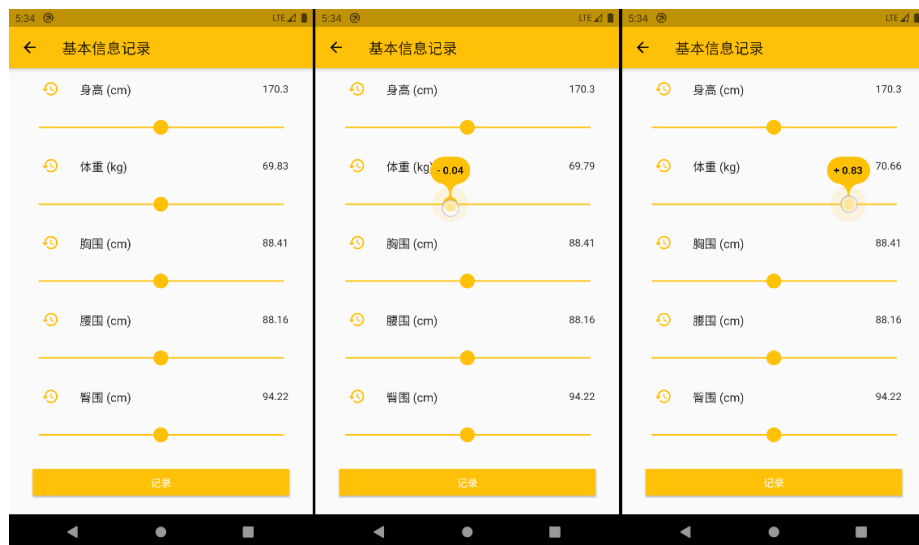 5:34 LTE
基本信息记录
身高 (cm) 170.3
体重 (kg) 69.83
胸围 (cm) 88.41
腰围 (cm) 88.16
臀围 (cm) 94.22
记录
5:34 LTE
基本信息记录
身高 (cm) 170.3
体重 (kg) 69.79
- 0.04
胸围 (cm) 88.41
腰围 (cm) 88.16
臀围 (cm) 94.22
记录
5:34 LTE
基本信息记录
身高 (cm) 170.3
体重 (kg) 70.66
+ 0.83
胸围 (cm) 88.41
腰围 (cm) 88.16
臀围 (cm) 94.22
记录